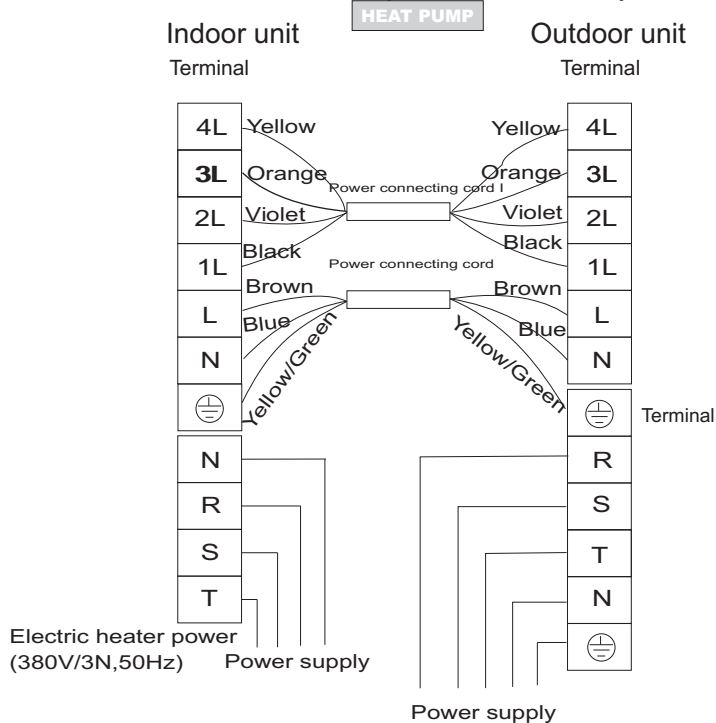 HEAT PUMP
Indoor unit
Outdoor unit
Terminal
Terminal
4L
Yellow
Yellow
4L
3L
Orange
Orange
3L
Power connecting cord I
2L
Violet
Violet
2L
Black
Black
1L
Power connecting cord
1L
Brown
Brown
L
Blue
Blue
L
N
Yellow/Green
Yellow/Green
N
Terminal
N
R
R
S
S
T
T
N
Electric heater power
(380V/3N,50Hz)
Power supply
Power supply